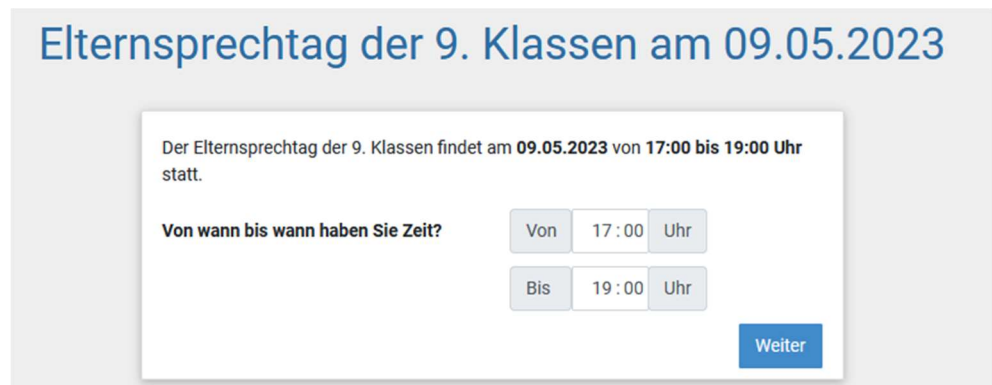 Elternsprechtag der 9. Klassen am 09.05.2023
Der Elternsprechtag der 9. Klassen findet am 09.05.2023 von 17:00 bis 19:00 Uhr
statt.
Von wann bis wann haben Sie Zeit? Von 17:00 Uhr
Bis 19:00 Uhr
Weiter